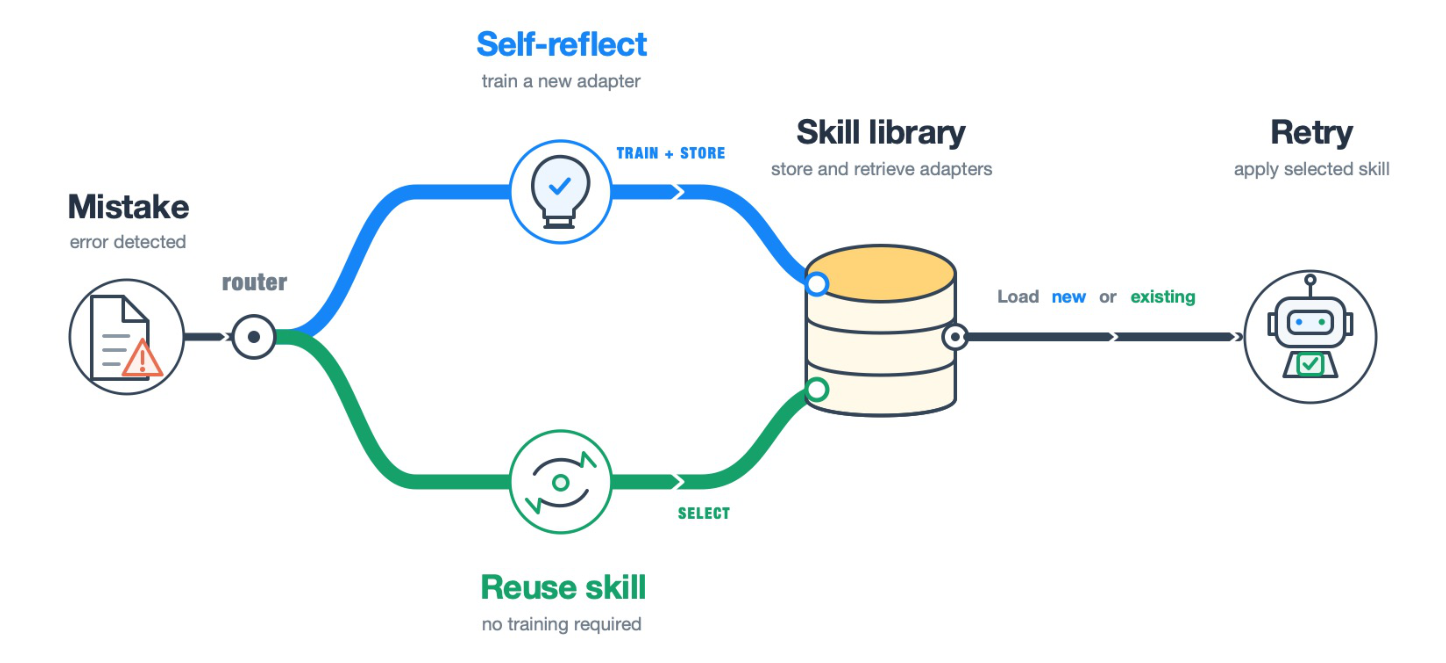 Self-reflect
train a new adapter
TRAIN + STORE
Skill library
store and retrieve adapters
Retry
apply selected skill
Mistake
error detected
router
Load new or existing
SELECT
Reuse skill
no training required